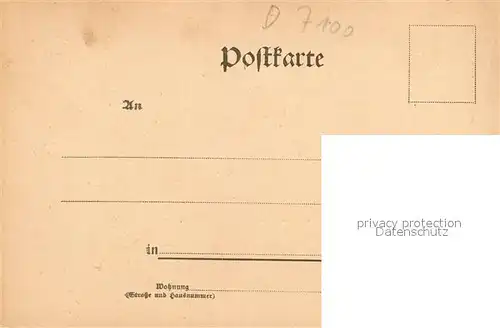 D 7100
Postkarte
An
privacy protection
Datenschutz
in
Wohnung
(Straße und Hausnummer)